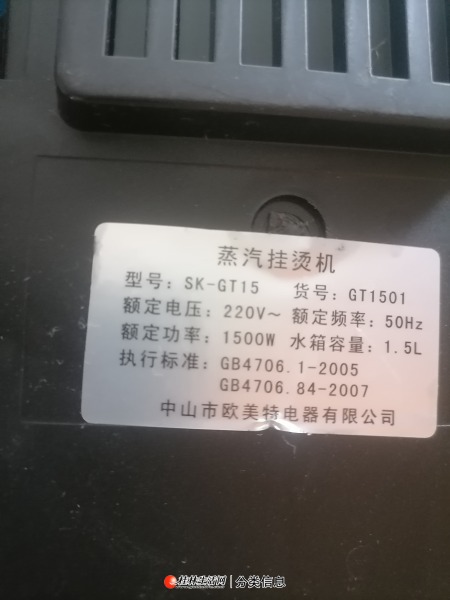 蒸汽挂烫机
型号: SK-GT15 货号: GT1501
额定电压: 220V~ 额定频率: 50Hz
额定功率: 1500W 水箱容量: 1.5L
执行标准: GB4706.1-2005
GB4706.84-2007
中山市欧美特电器有限公司
桂林生活网 | 分类信息